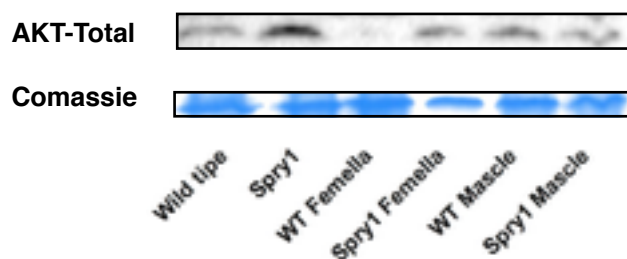 AKT-Total
Comassie
Wild tipe
Spry1
WT Femella
Spry1 Femella
WT Mascle
Spry1 Mascle